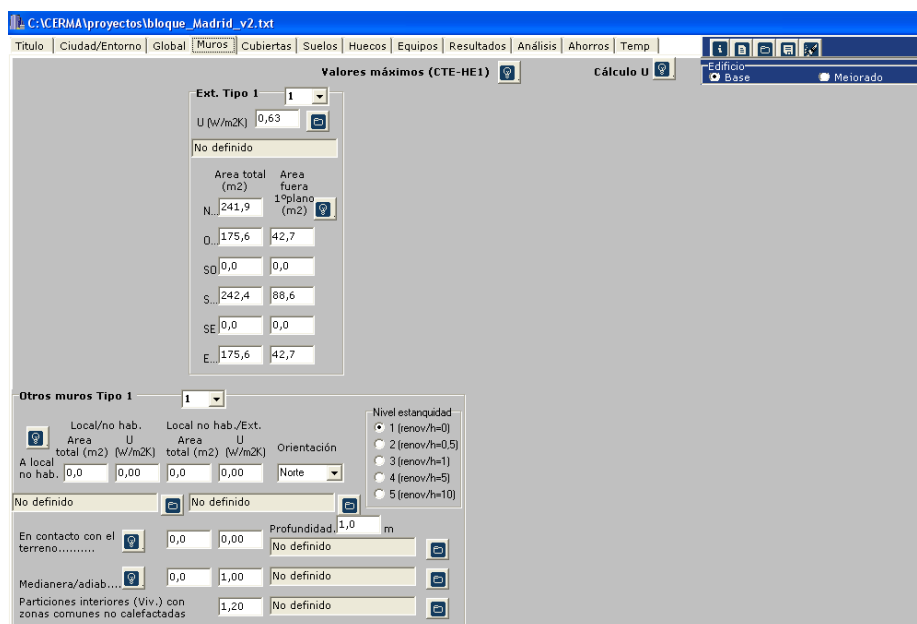 C:\CERMA\proyectos\bloque_Madrid_v2.txt
Titulo Ciudad/Entorno Global Muros Cubiertas Suelos Huecos Equipos Resultados Análisis Ahorros Temp
Valores máximos (CTE-HE1) Cálculo U
Edificio
Base Mejorado
Ext. Tipo 1 1
U (W/m2K) 0,63
No definido
Area total (m2) Area fuera 1ºplano (m2)
N... 241,9
O... 175,6 42,7
SO 0,0 0,0
S... 242,4 88,6
SE 0,0 0,0
E... 175,6 42,7
Otros muros Tipo 1 1
Local/no hab. Local no hab./Ext.
Area total (m2) U (W/m2K) Area total (m2) U (W/m2K) Orientación
A local no hab. 0,0 0,00 0,0 0,00 Norte
No definido No definido
Nivel estanquidad
1 (renov/h=0)
2 (renov/h=0,5)
3 (renov/h=1)
4 (renov/h=5)
5 (renov/h=10)
En contacto con el terreno.......... 0,0 0,00 Profundidad. 1,0 m
No definido
Medianera/adiab.... 0,0 1,00 No definido
Particiones interiores (Viv.) con
zonas comunes no calefactadas 1,20 No definido